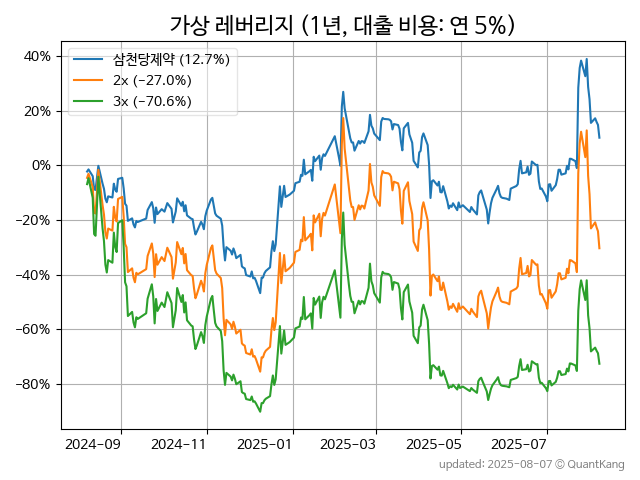 가상 레버리지 (1년, 대출 비용: 연 5%)
삼천당제약 (12.7%)
2x (−27.0%)
3x (−70.6%)
40%
20%
0%
−20%
−40%
−60%
−80%
2024-09 2024-11 2025-01 2025-03 2025-05 2025-07
updated: 2025-08-07 © QuantKang